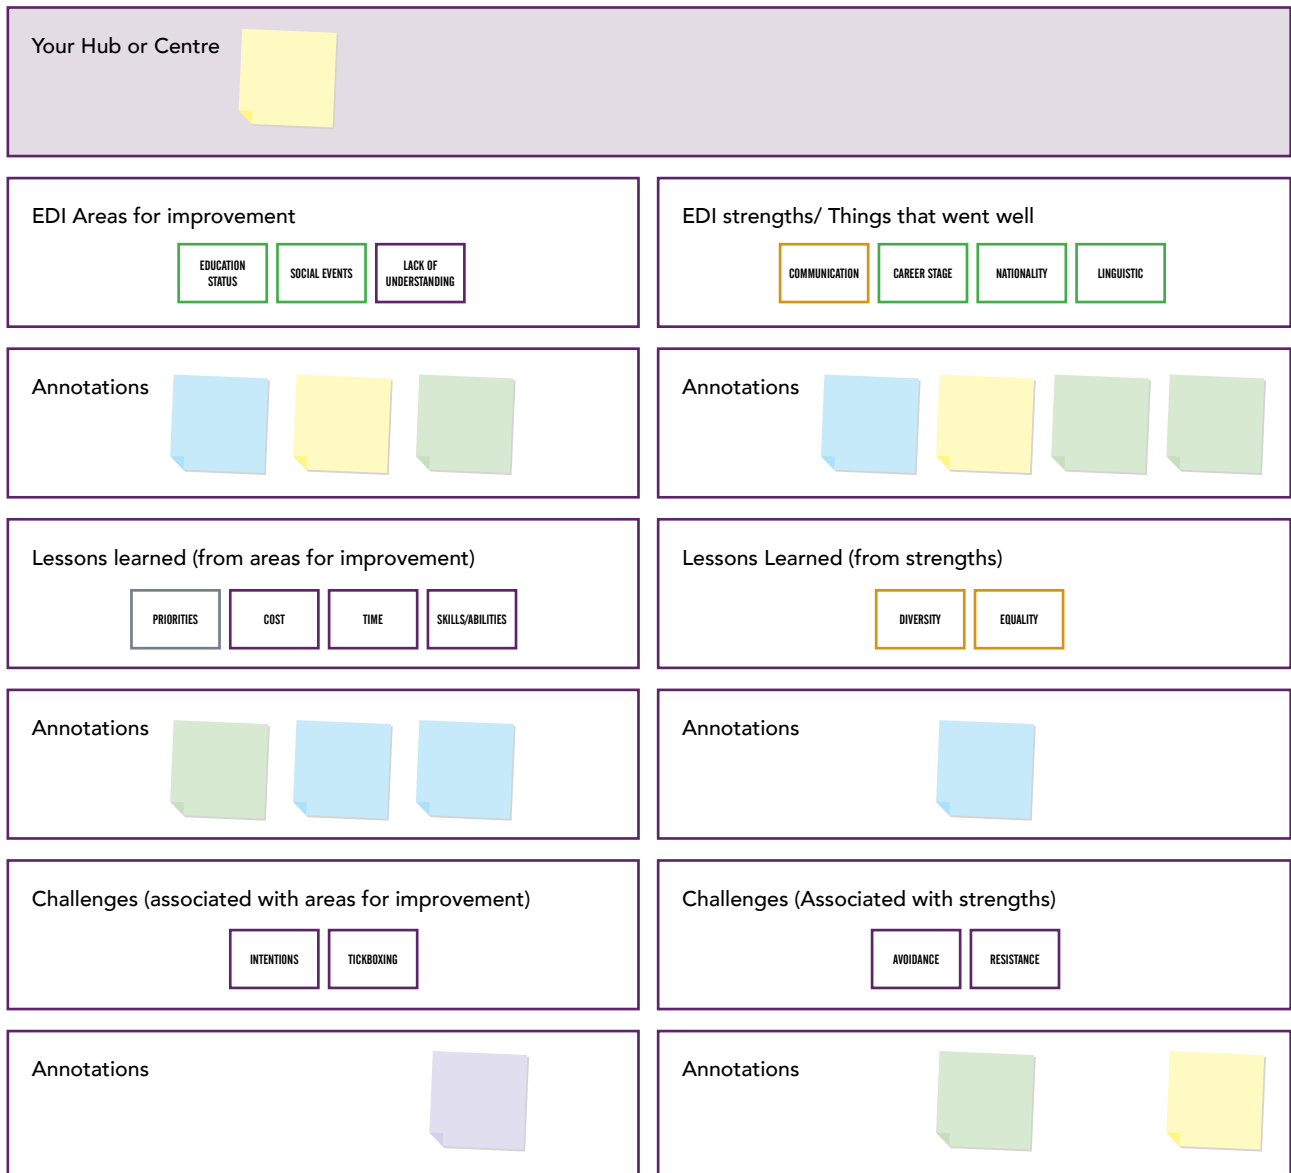 Your Hub or Centre
EDI Areas for improvement
EDUCATION
STATUS
SOCIAL EVENTS
LACK OF
UNDERSTANDING
EDI strengths/ Things that went well
COMMUNICATION
CAREER STAGE
NATIONALITY
LINGUISTIC
Annotations
Annotations
Lessons learned (from areas for improvement)
PRIORITIES
COST
TIME
SKILLS/ABILITIES
Lessons Learned (from strengths)
DIVERSITY
EQUALITY
Annotations
Annotations
Challenges (associated with areas for improvement)
INTENTIONS
TICKBOXING
Challenges (Associated with strengths)
AVOIDANCE
RESISTANCE
Annotations
Annotations